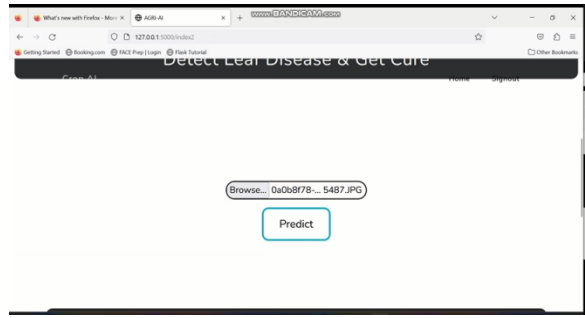 What's new with Firefox - More
AGRI-AI
www.BANDICAM.com
127.0.0.1:5000/index2
Getting Started Booking.com FACE Prep | Login Flask Tutorial Other Bookmarks
Detect Leaf Disease & Get Cure
Crop AI Home Signout
Browse... 0a0b8f78-... 5487.JPG
Predict